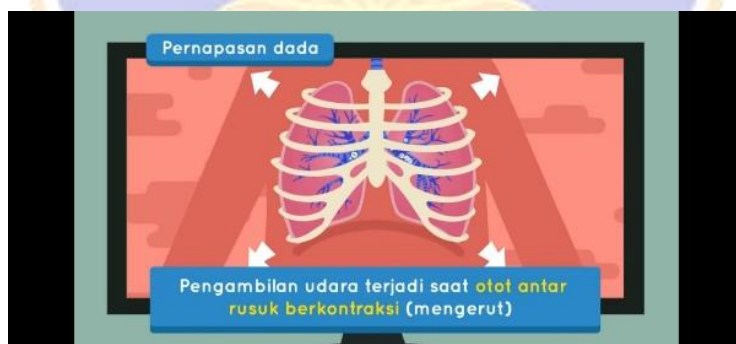 Pernapasan dada
Pengambilan udara terjadi saat otot antar
rusuk berkontraksi (mengerut)